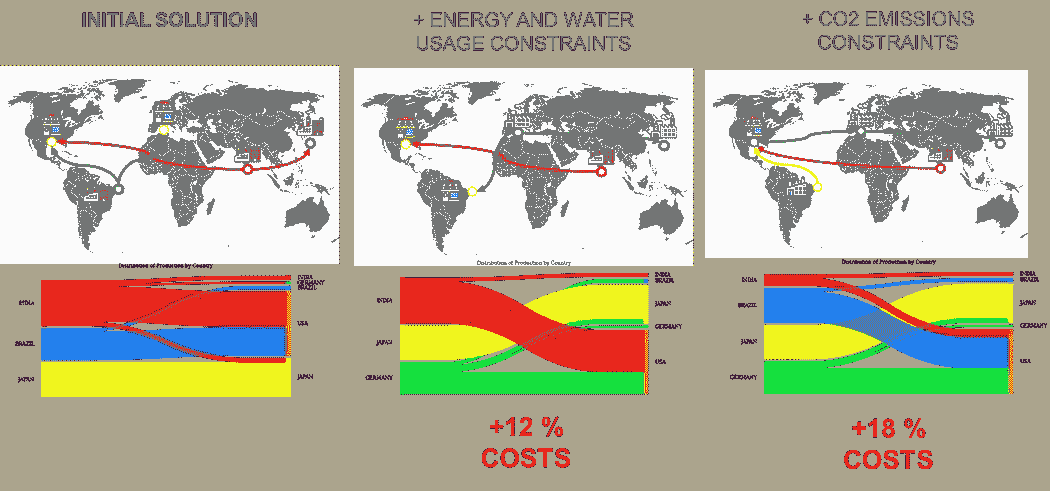 INITIAL SOLUTION
+ ENERGY AND WATER
USAGE CONSTRAINTS
+ CO2 EMISSIONS
CONSTRAINTS
Distribution of Production by Country
INDIA
BRAZIL
JAPAN
INDIA
GERMANY
BRAZIL
USA
JAPAN
Distribution of Production by Country
INDIA
JAPAN
GERMANY
INDIA
BRAZIL
JAPAN
GERMANY
USA
Distribution of Production by Country
INDIA
BRAZIL
JAPAN
GERMANY
INDIA
BRAZIL
JAPAN
GERMANY
USA
+12 %
COSTS
+18 %
COSTS